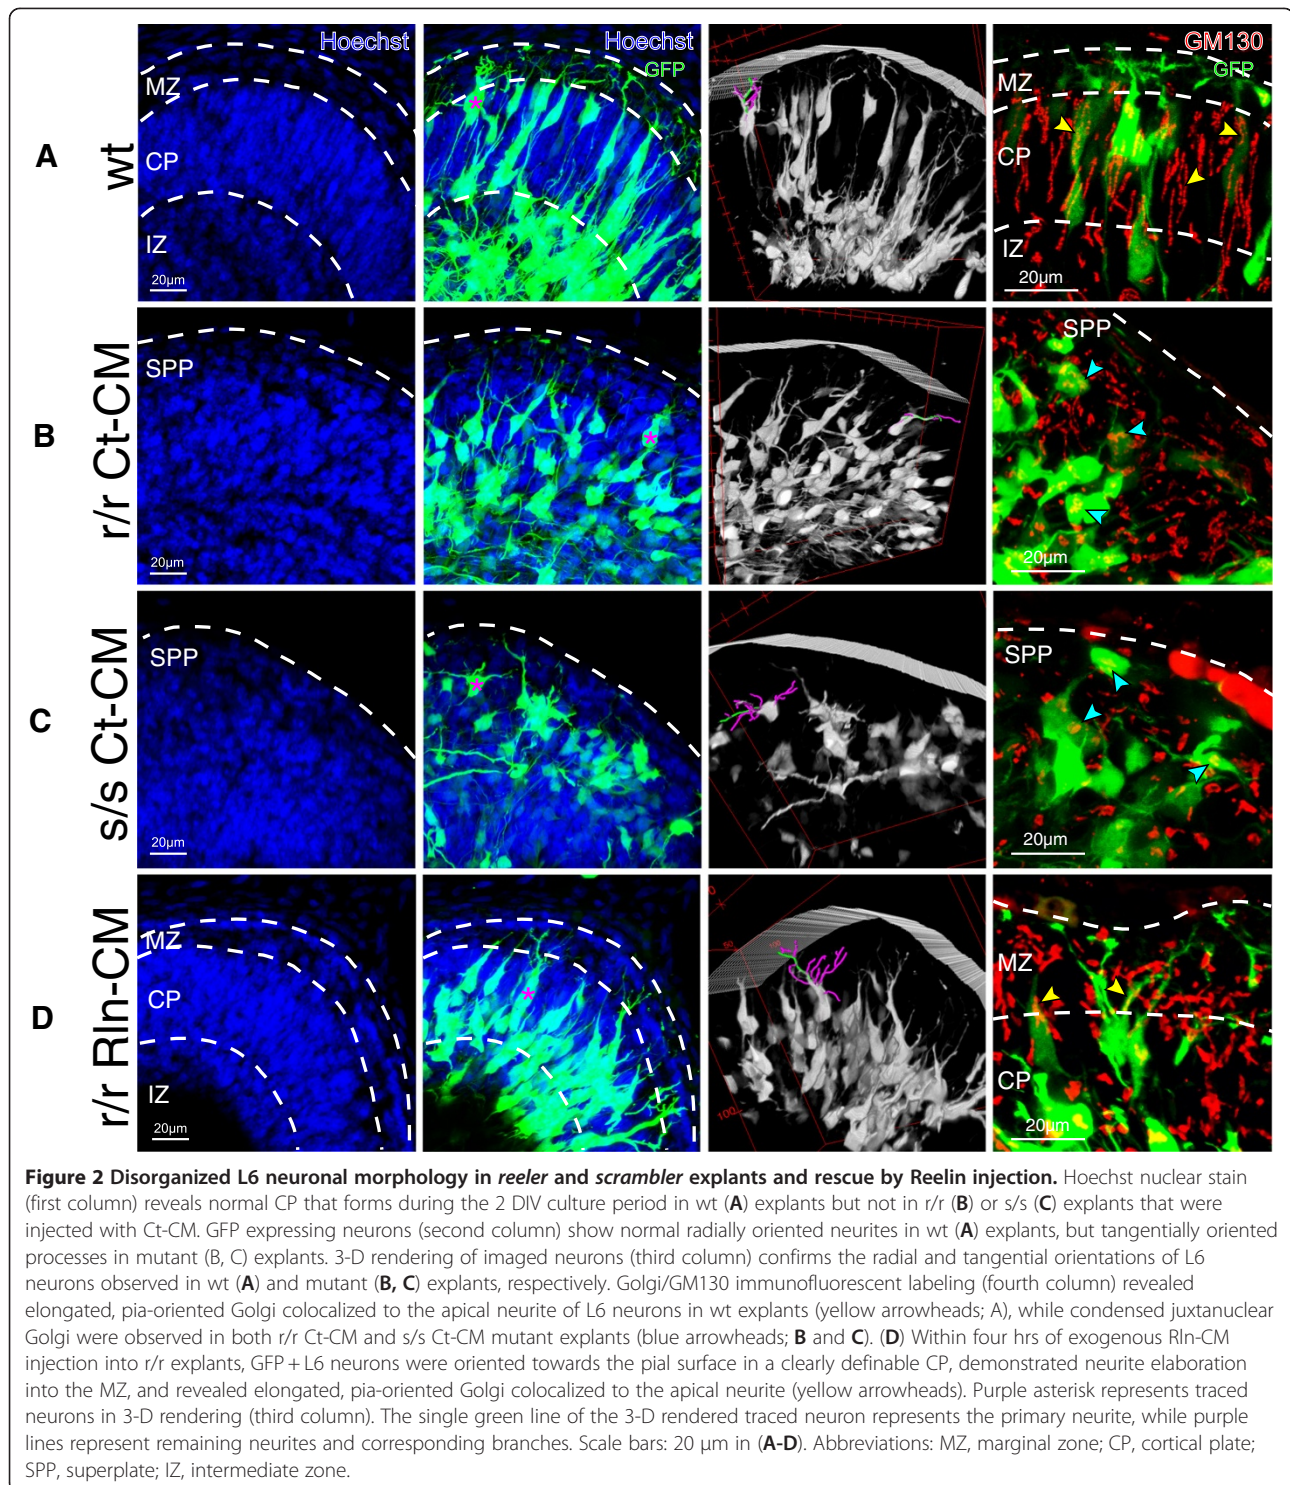 Hoechst
Hoechst
GFP
GM130
GFP
MZ
CP
IZ
20µm
MZ
CP
IZ
20µm
A
wt
SPP
20µm
SPP
20µm
B
r/r Ct-CM
SPP
20µm
SPP
20µm
C
s/s Ct-CM
MZ
CP
IZ
20µm
50
100
100
MZ
CP
20µm
D
r/r Rln-CM
Figure 2 Disorganized L6 neuronal morphology in reeler and scrambler explants and rescue by Reelin injection. Hoechst nuclear stain
(first column) reveals normal CP that forms during the 2 DIV culture period in wt (A) explants but not in r/r (B) or s/s (C) explants that were
injected with Ct-CM. GFP expressing neurons (second column) show normal radially oriented neurites in wt (A) explants, but tangentially oriented
processes in mutant (B, C) explants. 3-D rendering of imaged neurons (third column) confirms the radial and tangential orientations of L6
neurons observed in wt (A) and mutant (B, C) explants, respectively. Golgi/GM130 immunofluorescent labeling (fourth column) revealed
elongated, pia-oriented Golgi colocalized to the apical neurite of L6 neurons in wt explants (yellow arrowheads; A), while condensed juxtanuclear
Golgi were observed in both r/r Ct-CM and s/s Ct-CM mutant explants (blue arrowheads; B and C). (D) Within four hrs of exogenous Rln-CM
injection into r/r explants, GFP + L6 neurons were oriented towards the pial surface in a clearly definable CP, demonstrated neurite elaboration
into the MZ, and revealed elongated, pia-oriented Golgi colocalized to the apical neurite (yellow arrowheads). Purple asterisk represents traced
neurons in 3-D rendering (third column). The single green line of the 3-D rendered traced neuron represents the primary neurite, while purple
lines represent remaining neurites and corresponding branches. Scale bars: 20 µm in (A-D). Abbreviations: MZ, marginal zone; CP, cortical plate;
SPP, superplate; IZ, intermediate zone.